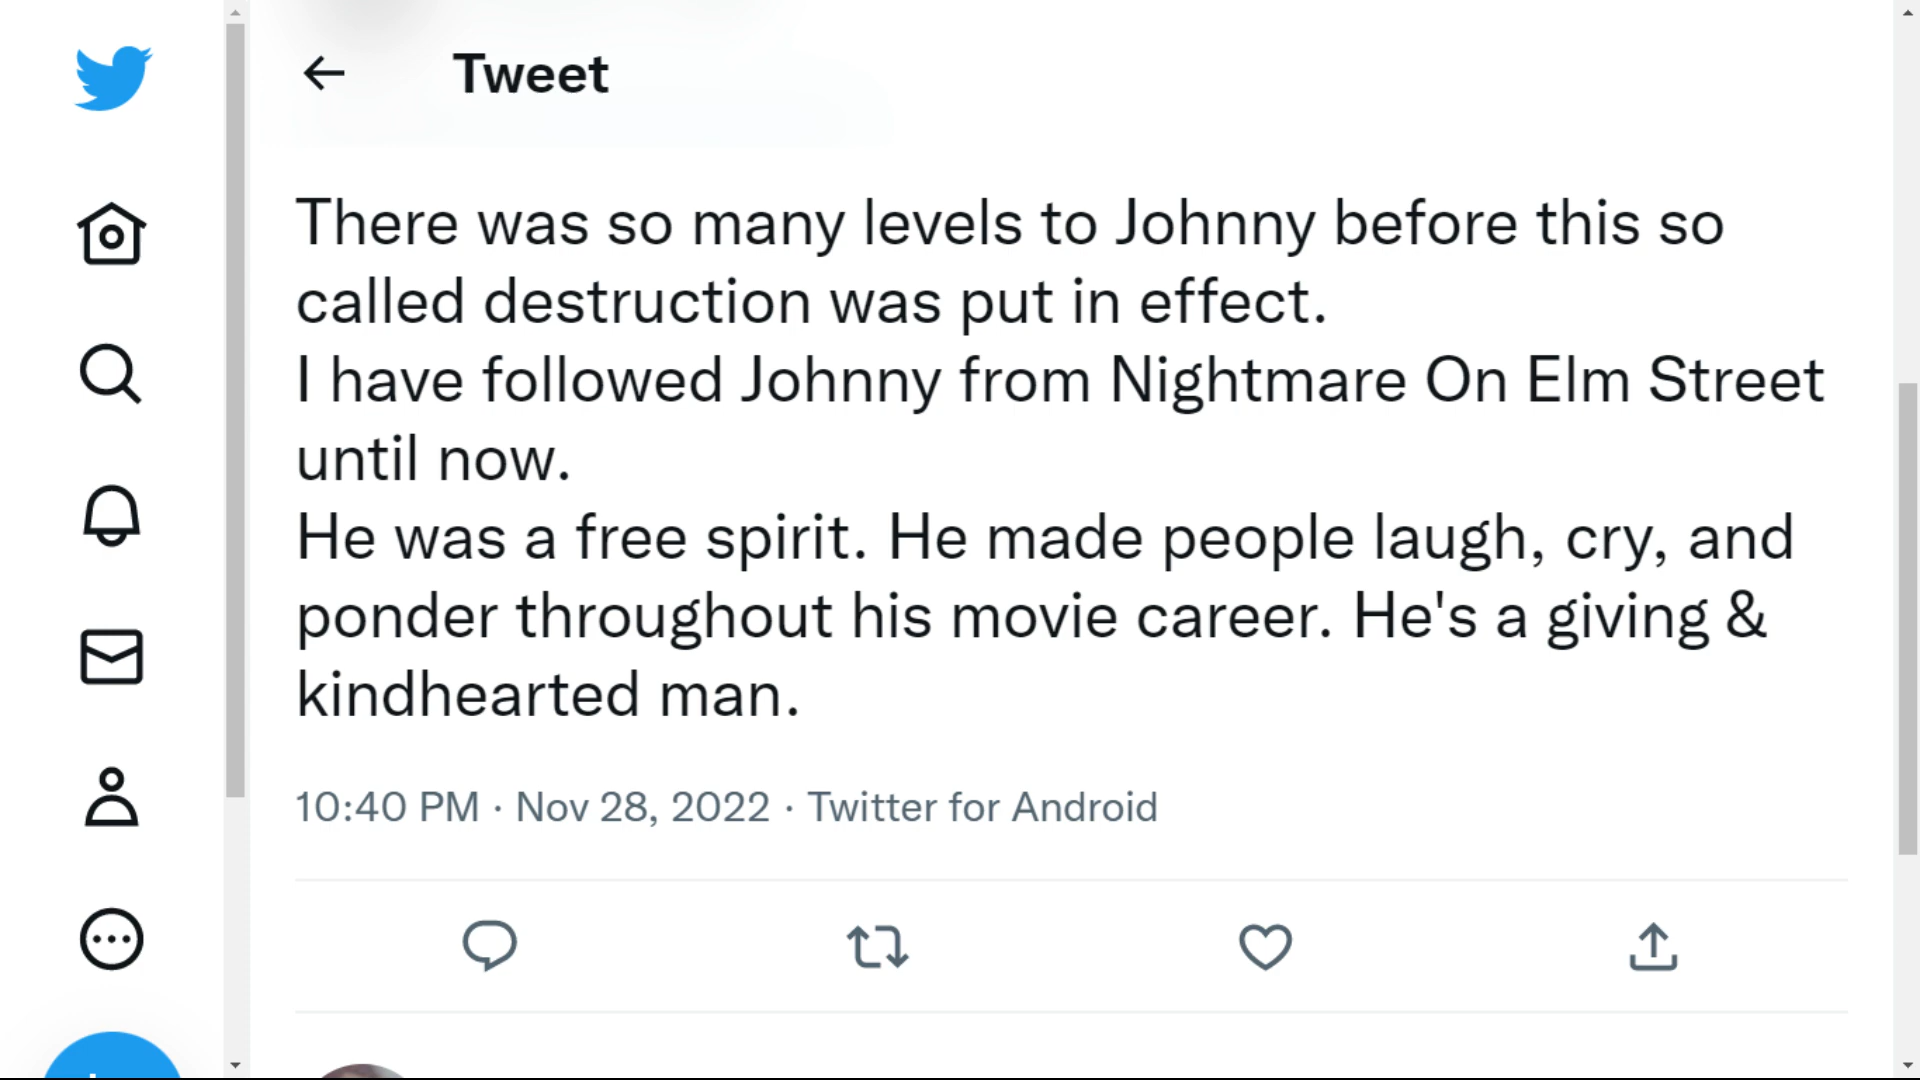 Tweet
There was so many levels to Johnny before this so
called destruction was put in effect.
I have followed Johnny from Nightmare On Elm Street
until now.
He was a free spirit. He made people laugh, cry, and
ponder throughout his movie career. He's a giving &
kindhearted man.
10:40 PM · Nov 28, 2022 · Twitter for Android